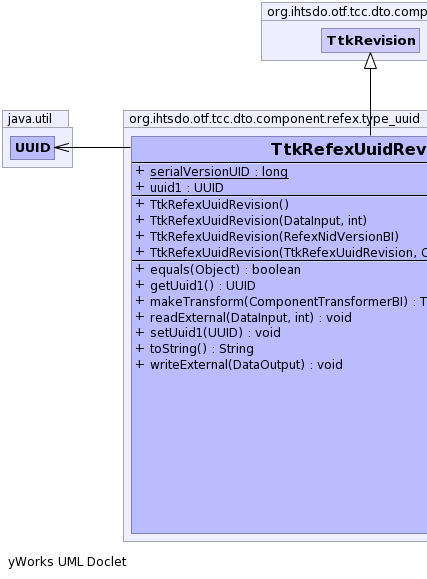 org.ihtsdo.otf.tcc.dto.comp
TtkRevision
java.util
UUID
org.ihtsdo.otf.tcc.dto.component.refex.type_uuid
TtkRefexUuidRev
+ serialVersionUID : long
+ uuid1 : UUID
+ TtkRefexUuidRevision()
+ TtkRefexUuidRevision(DataInput, int)
+ TtkRefexUuidRevision(RefexNidVersionBI)
+ TtkRefexUuidRevision(TtkRefexUuidRevision,
+ equals(Object) : boolean
+ getUuid1() : UUID
+ makeTransform(ComponentTransformerBI) : T
+ readExternal(DataInput, int) : void
+ setUuid1(UUID) : void
+ toString() : String
+ writeExternal(DataOutput) : void
yWorks UML Doclet